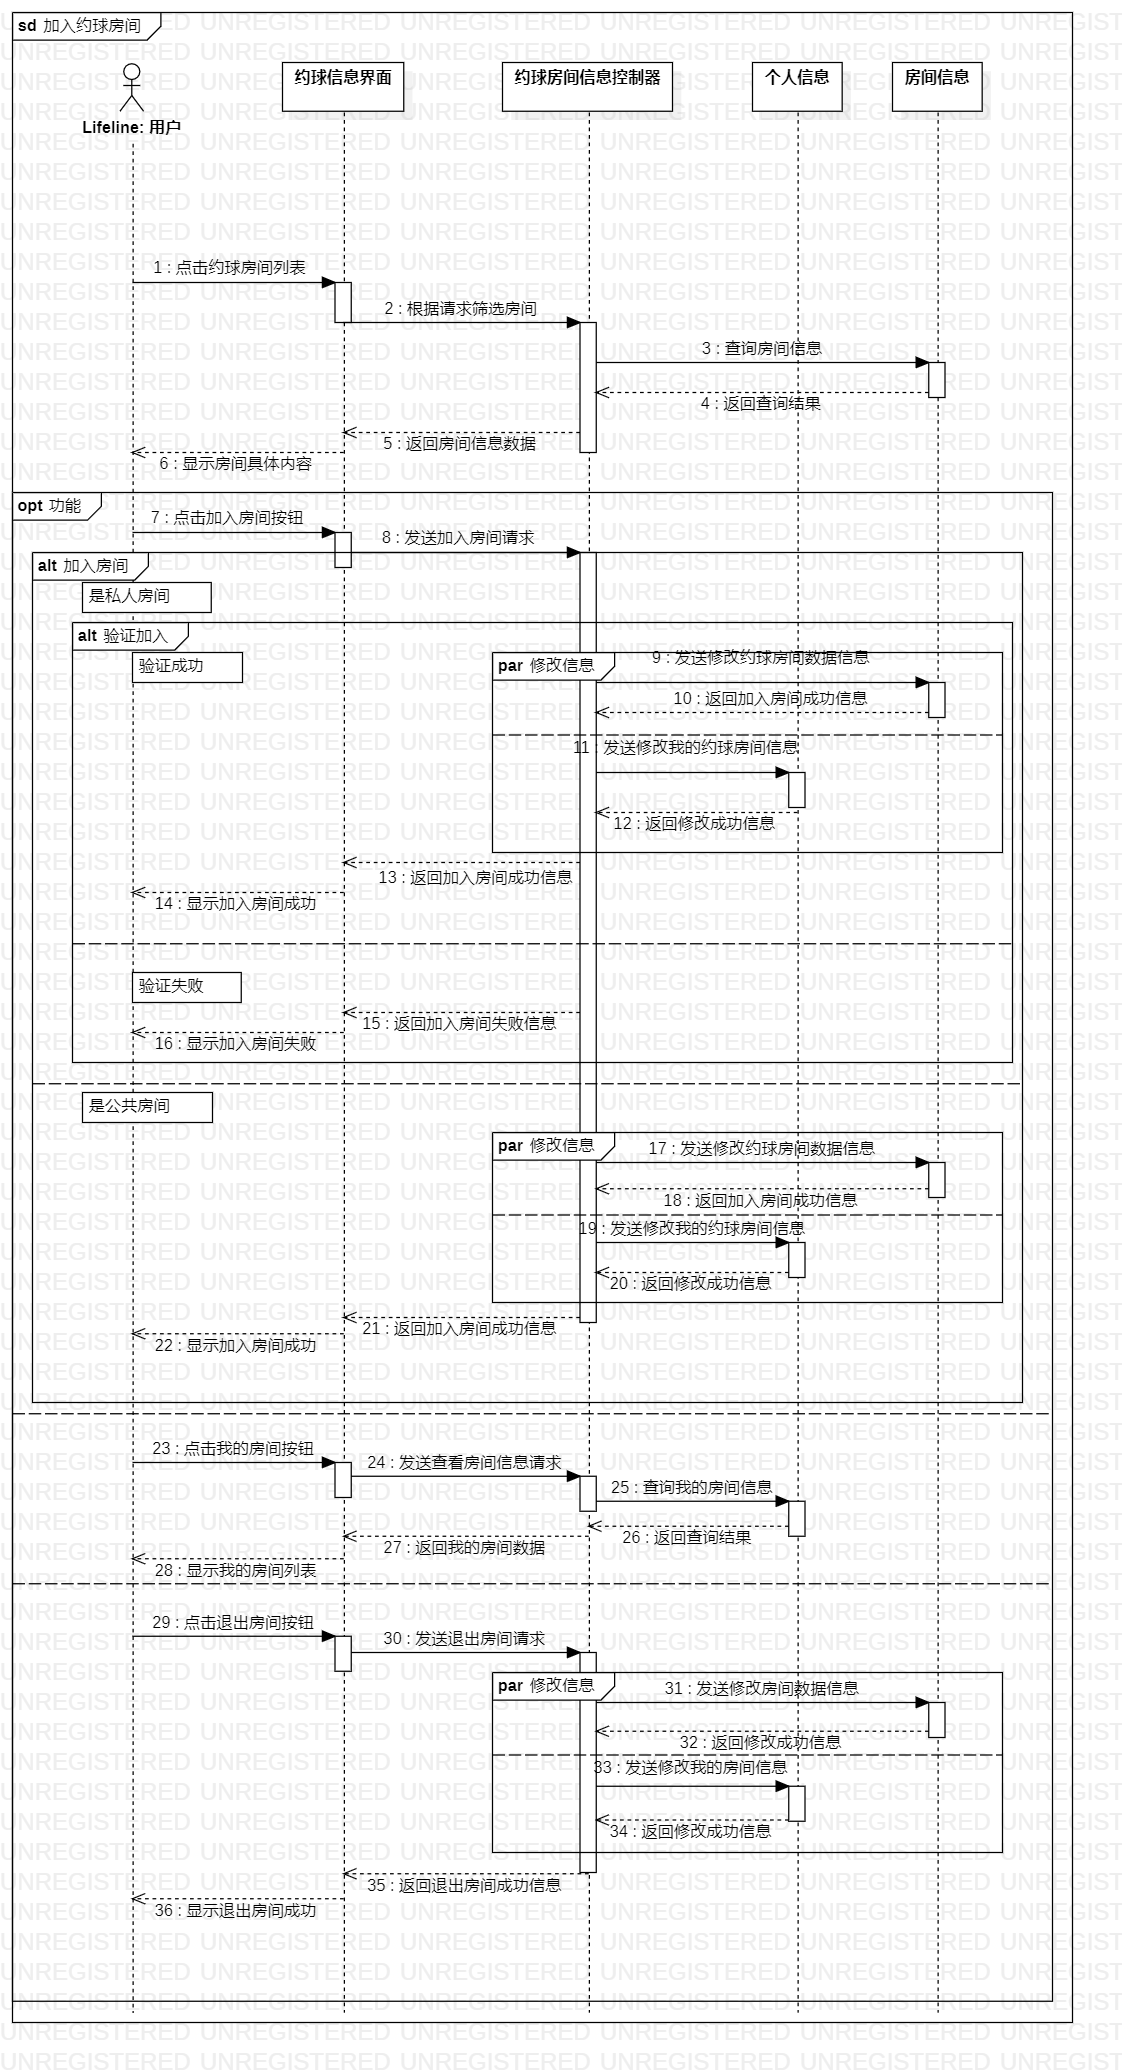 sd 加入约球房间
约球信息界面
约球房间信息控制器
个人信息
房间信息
Lifeline: 用户
1 : 点击约球房间列表
2 : 根据请求筛选房间
3 : 查询房间信息
4 : 返回查询结果
5 : 返回房间信息数据
6 : 显示房间具体内容
opt 功能
7 : 点击加入房间按钮
8 : 发送加入房间请求
alt 加入房间
是私人房间
alt 验证加入
验证成功
par 修改信息
9 : 发送修改约球房间数据信息
10 : 返回加入房间成功信息
11 : 发送修改我的约球房间信息
12 : 返回修改成功信息
13 : 返回加入房间成功信息
14 : 显示加入房间成功
验证失败
15 : 返回加入房间失败信息
16 : 显示加入房间失败
是公共房间
par 修改信息
17 : 发送修改约球房间数据信息
18 : 返回加入房间成功信息
19 : 发送修改我的约球房间信息
20 : 返回修改成功信息
21 : 返回加入房间成功信息
22 : 显示加入房间成功
23 : 点击我的房间按钮
24 : 发送查看房间信息请求
25 : 查询我的房间信息
26 : 返回查询结果
27 : 返回我的房间数据
28 : 显示我的房间列表
29 : 点击退出房间按钮
30 : 发送退出房间请求
par 修改信息
31 : 发送修改房间数据信息
32 : 返回修改成功信息
33 : 发送修改我的房间信息
34 : 返回修改成功信息
35 : 返回退出房间成功信息
36 : 显示退出房间成功
UNREGISTERED